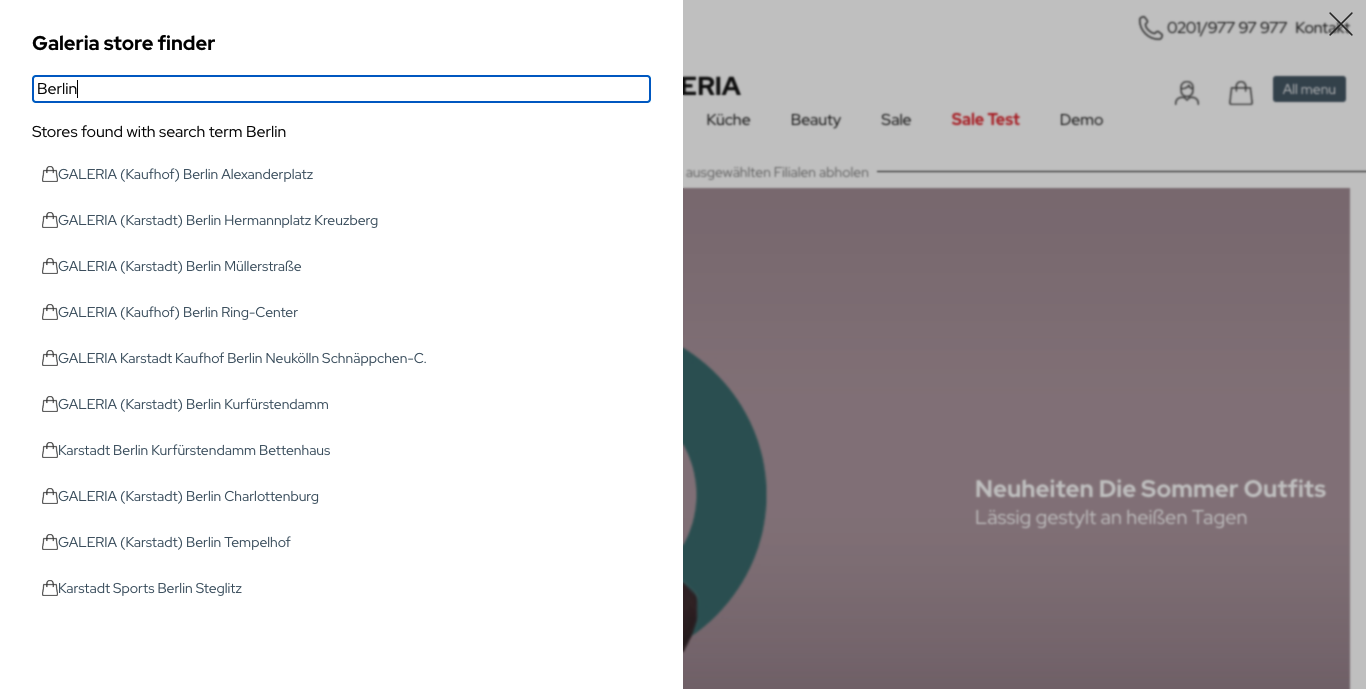 Galeria store finder
Berlin
Stores found with search term Berlin
GALERIA (Kaufhof) Berlin Alexanderplatz
GALERIA (Karstadt) Berlin Hermannplatz Kreuzberg
GALERIA (Karstadt) Berlin Müllerstraße
GALERIA (Kaufhof) Berlin Ring-Center
GALERIA Karstadt Kaufhof Berlin Neukölln Schnäppchen-C.
GALERIA (Karstadt) Berlin Kurfürstendamm
Karstadt Berlin Kurfürstendamm Bettenhaus
GALERIA (Karstadt) Berlin Charlottenburg
GALERIA (Karstadt) Berlin Tempelhof
Karstadt Sports Berlin Steglitz
0201/977 97 977 Kontakt
ERIA
All menu
Küche Beauty Sale Sale Test Demo
ausgewählten Filialen abholen
Neuheiten Die Sommer Outfits
Lässig gestylt an heißen Tagen